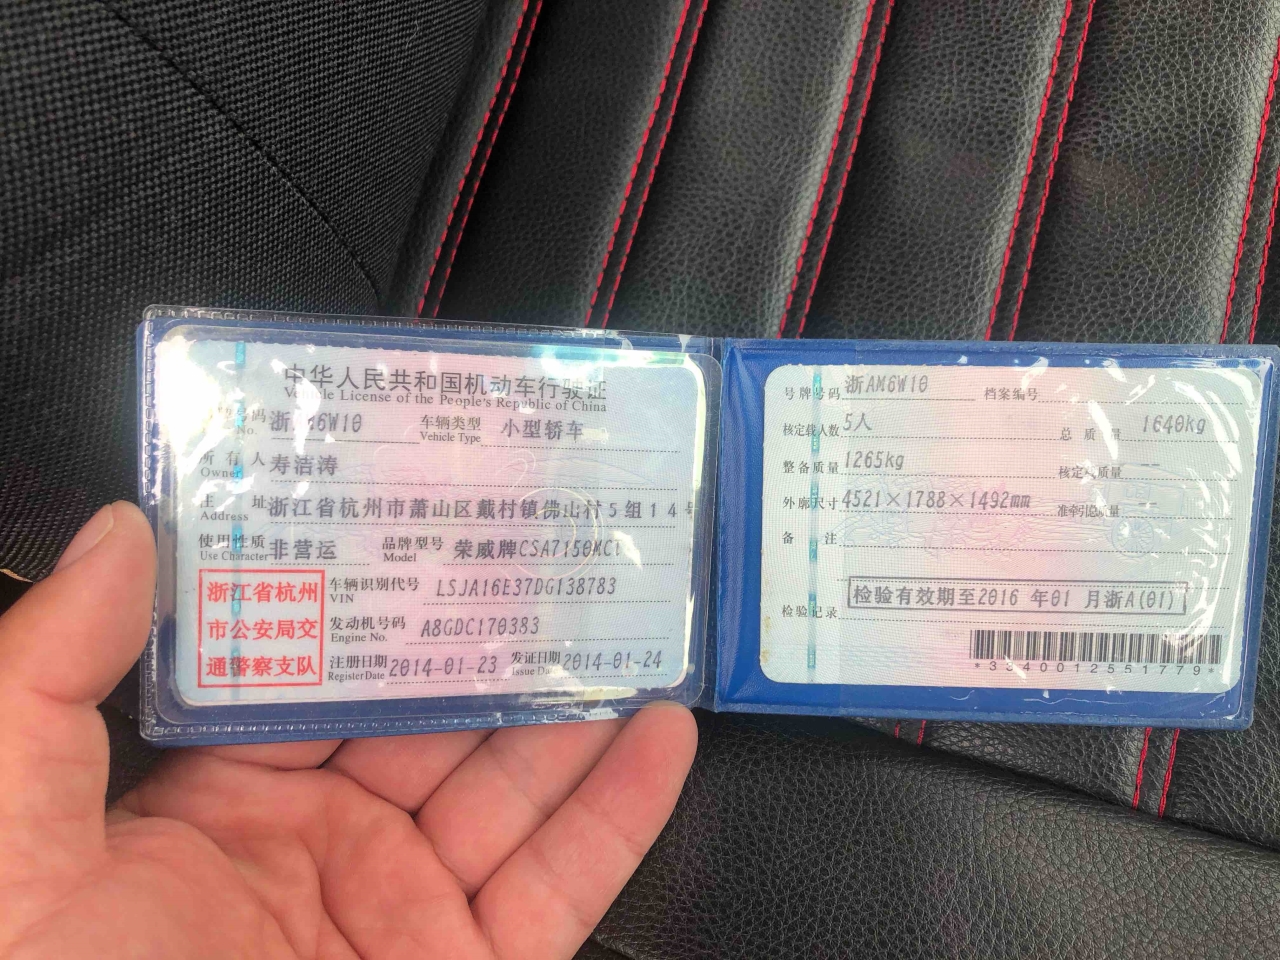 中华人民共和国机动车行驶证
Vehicle License of the People's Republic of China
号码 浙AM6W10 车辆类型 小型轿车
No. Vehicle Type
所有人 寿洁涛
Owner
住 址 浙江省杭州市萧山区戴村镇佛山村5组14号
Address
使用性质 非营运 品牌型号 荣威牌CSA7150MCT
Use Character Model
浙江省杭州
市公安局交
通警察支队
车辆识别代号 LSJA16E37DG138783
VIN
发动机号码 A8GDC170383
Engine No.
注册日期 2014-01-23 发证日期 2014-01-24
Register Date Issue Date
号牌号码 浙AM6W10 档案编号
核定载人数 5人 总质量 1640kg
整备质量 1265kg 核定载质量 --
外廓尺寸 4521×1788×1492mm 准牵引总质量 --
备 注
检验记录 检验有效期至2016 年01 月浙A(01)
*3340012551779*